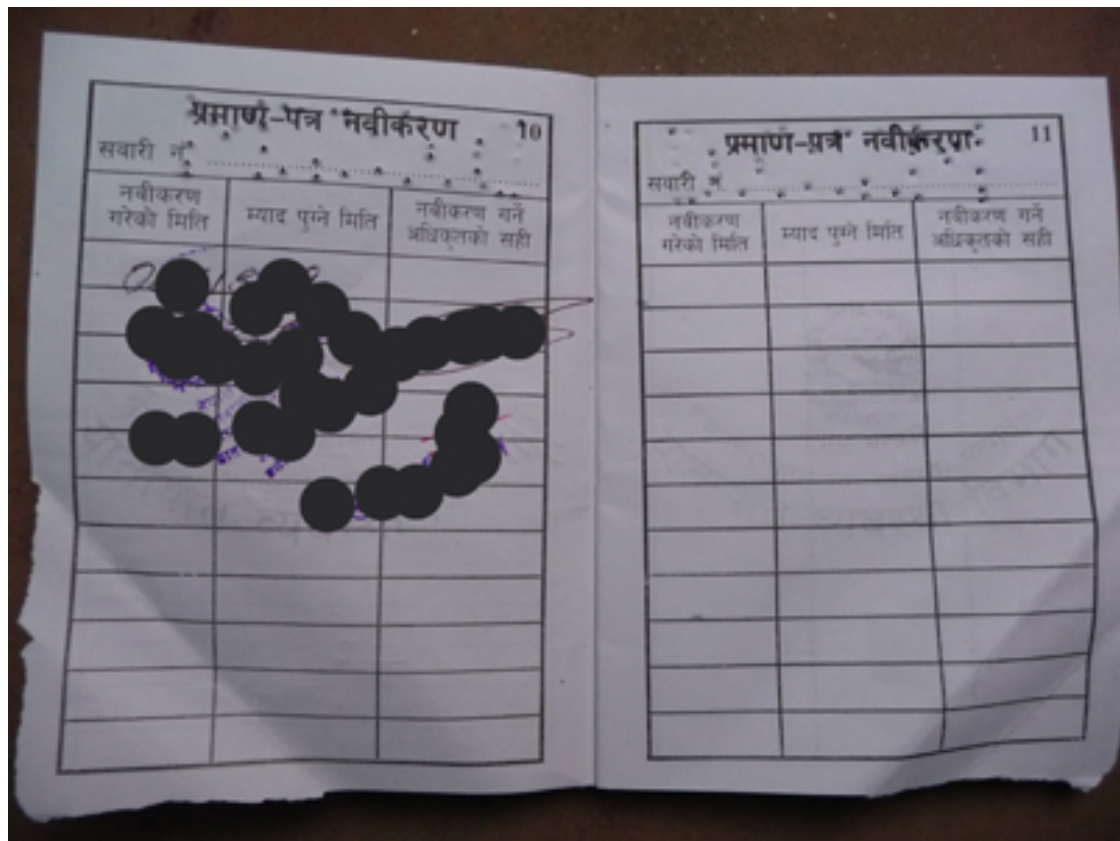 प्रमाण-पत्र नवीकरण 10
सवारी नं. ........................................
नवीकरण गरेको मिति म्याद पुग्ने मिति नवीकरण गर्ने अधिकृतको सही
प्रमाण-पत्र नवीकरण 11
सवारी नं. ........................................
नवीकरण गरेको मिति म्याद पुग्ने मिति नवीकरण गर्ने अधिकृतको सही